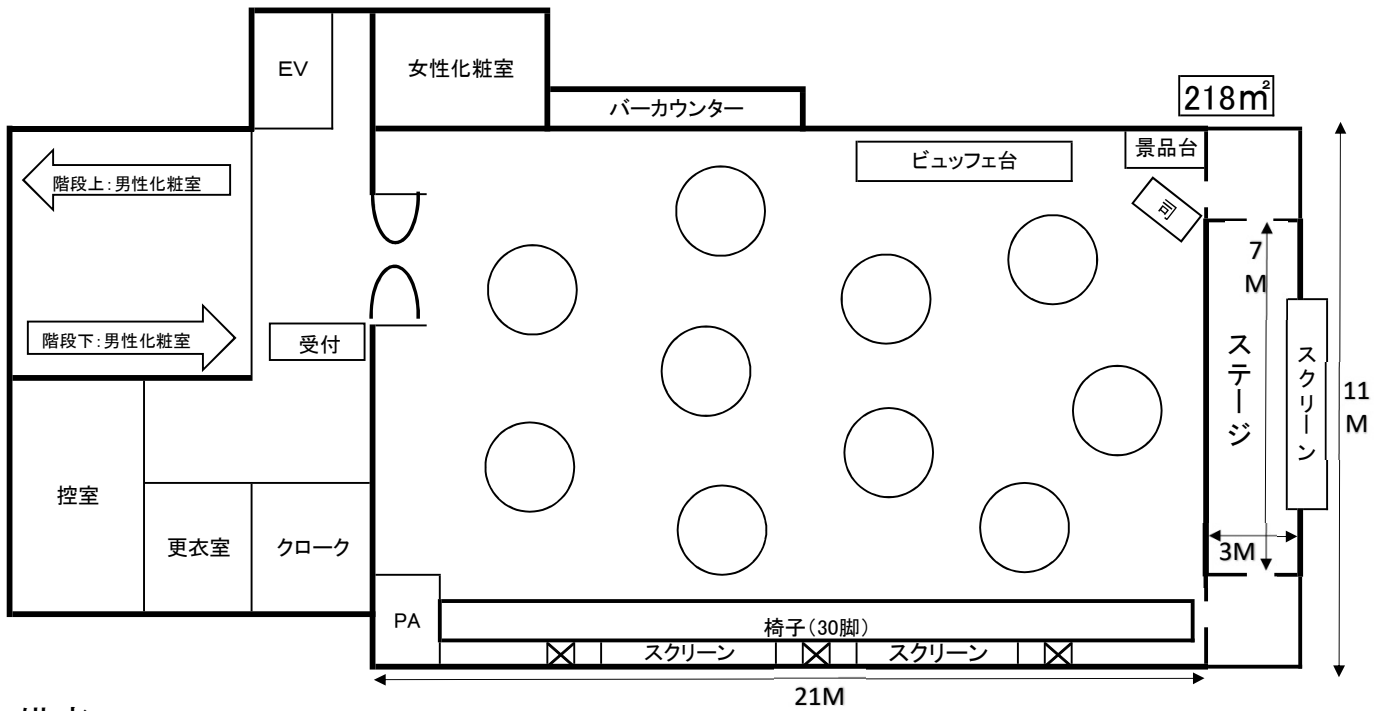 EV
女性化粧室
バーカウンター
218㎡
階段上:男性化粧室
ビュッフェ台
景品台
司
7
M
階段下:男性化粧室
受付
ステージ
スクリーン
11
M
控室
更衣室
クローク
3M
PA
椅子(30脚)
スクリーン
スクリーン
21M